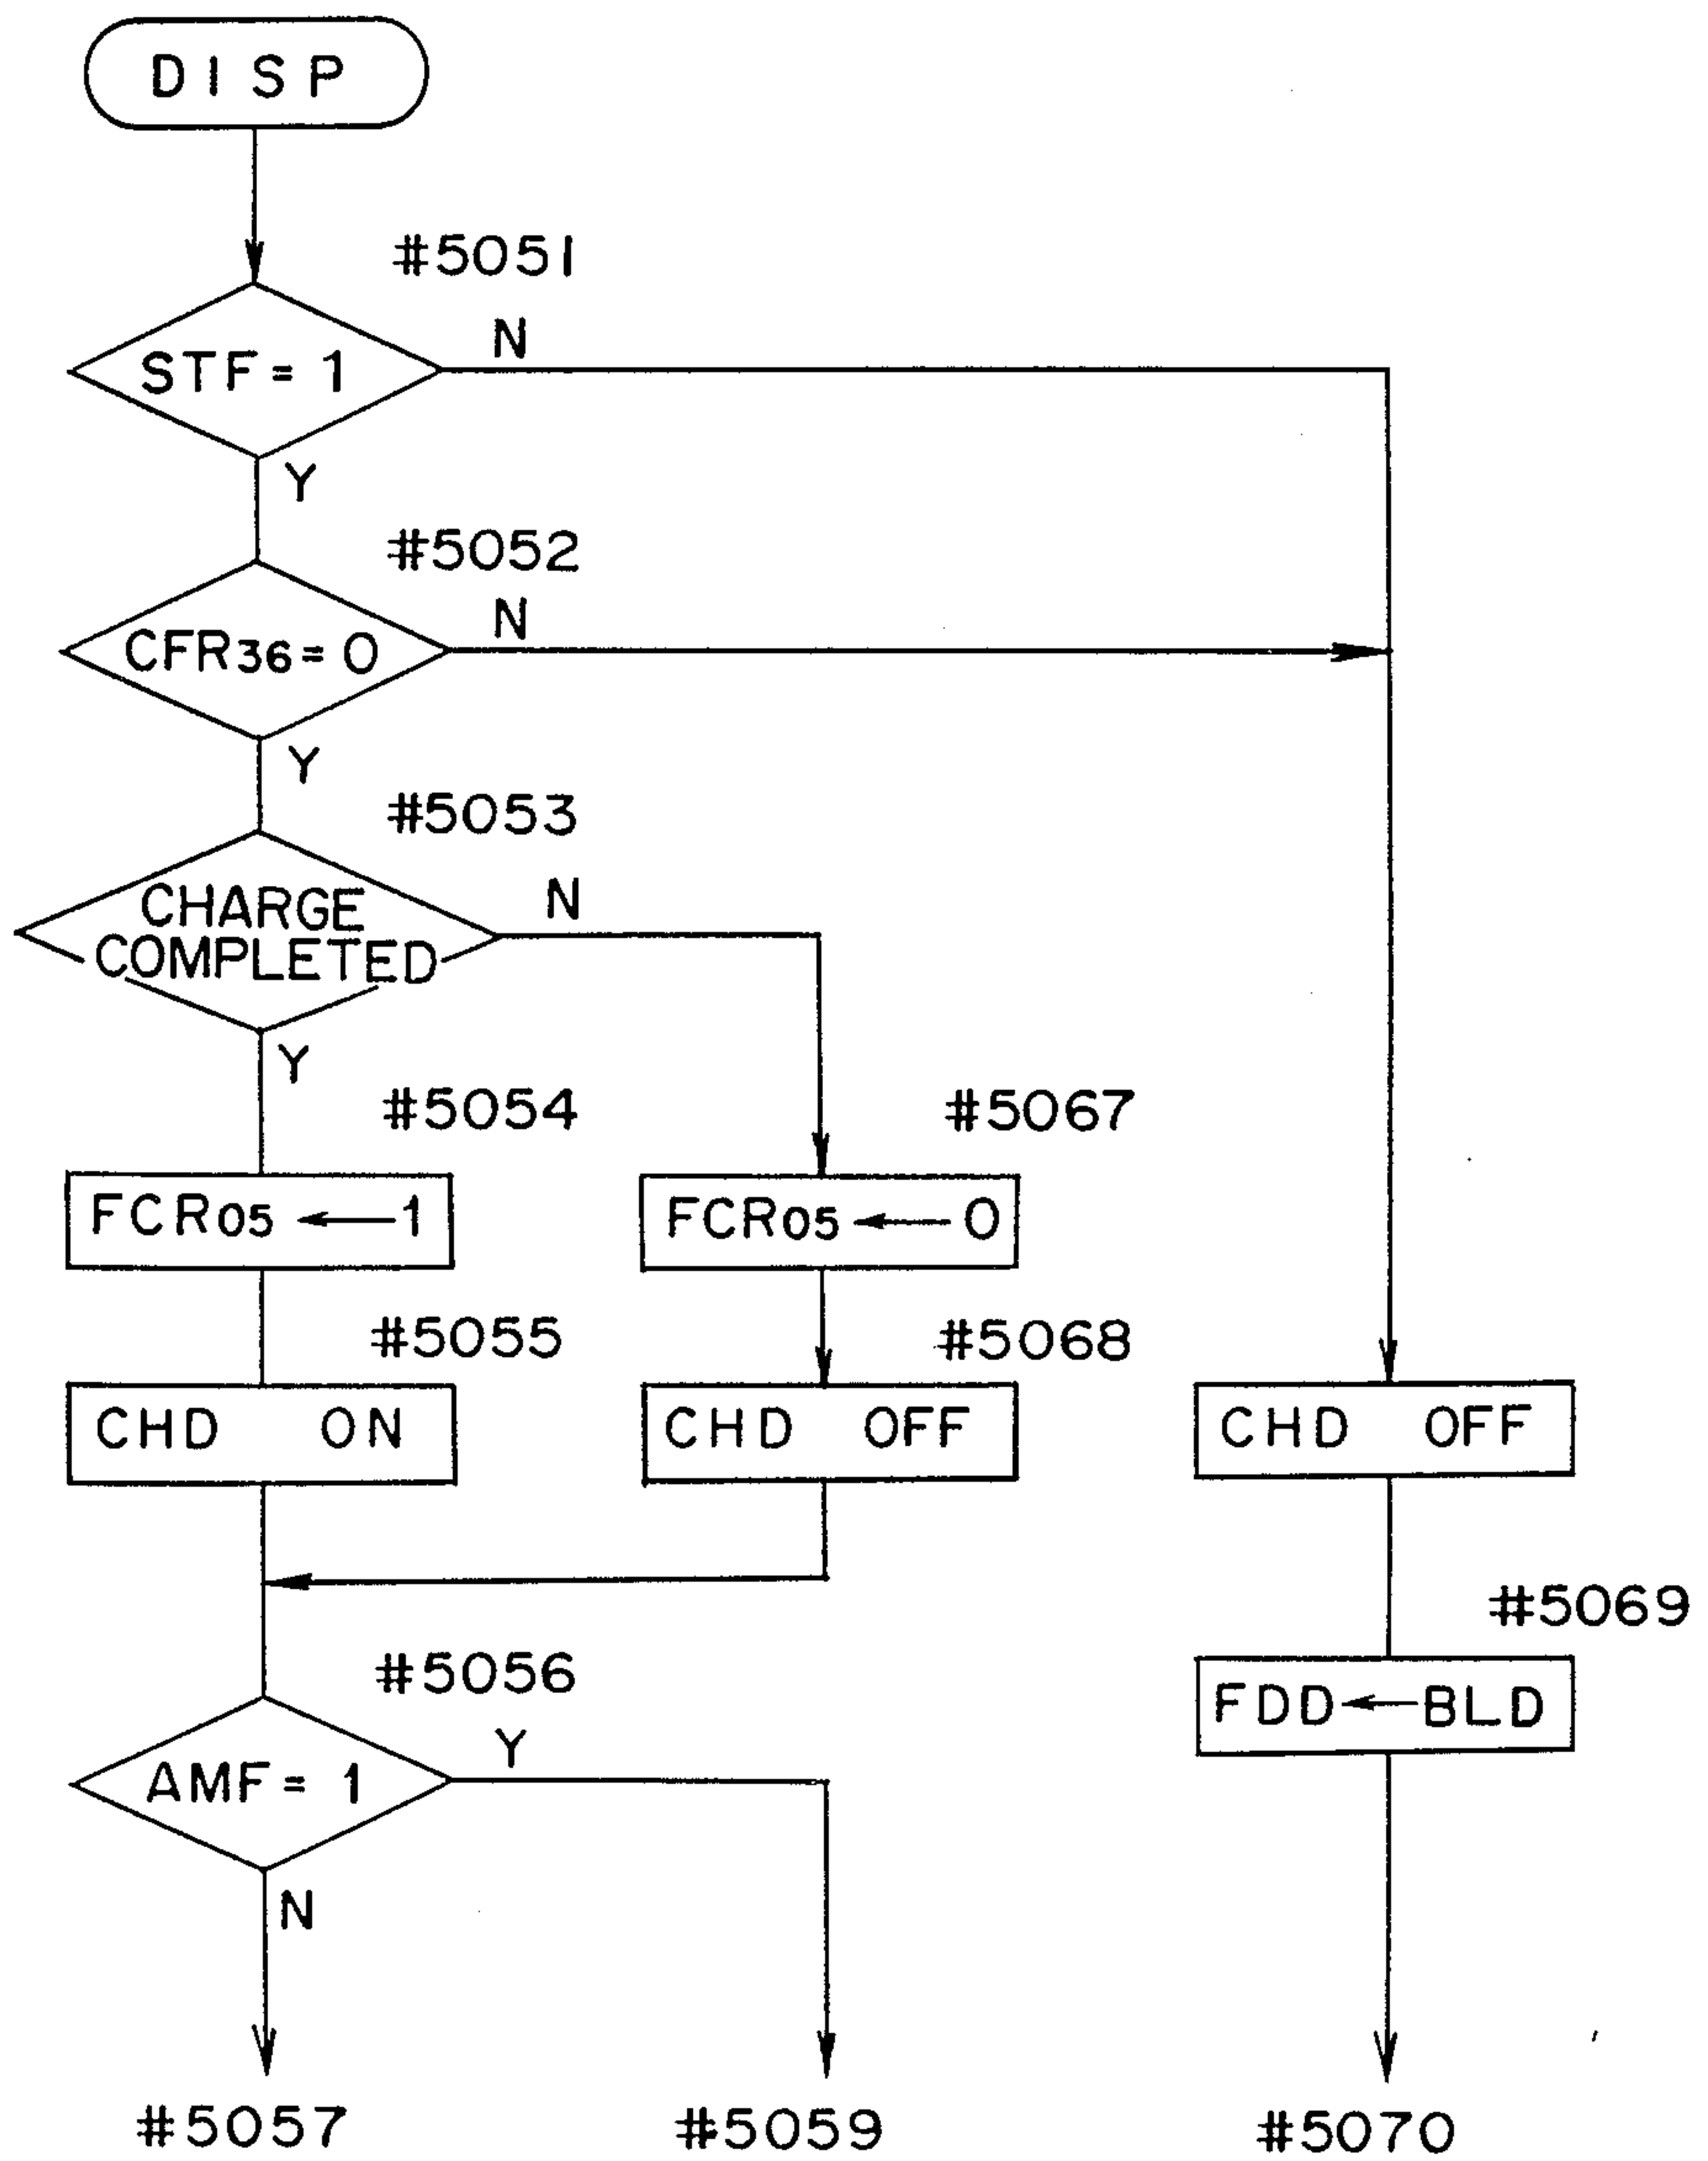 DISP
#5051
STF = 1
N
Y
#5052
CFR36 = 0
N
Y
#5053
CHARGE
COMPLETED
N
Y
#5054
#5067
FCR05 ← 1
FCR05 ← 0
#5055
#5068
CHD ON
CHD OFF
CHD OFF
#5069
#5056
FDD ← BLD
AMF = 1
Y
N
#5057
#5059
#5070